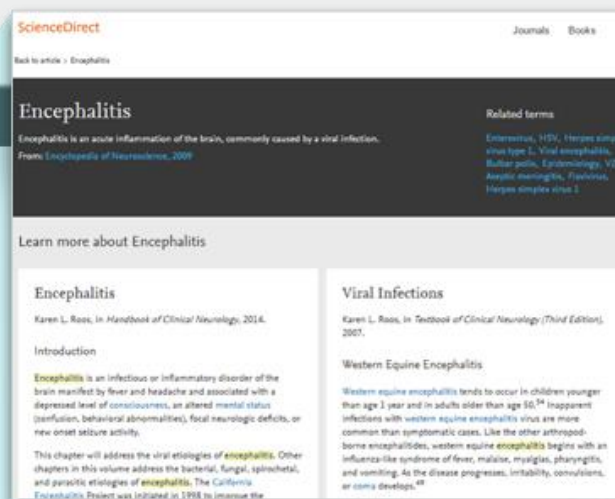 ScienceDirect
Journals Books
Back to article > Encephalitis
Encephalitis
Encephalitis is an acute inflammation of the brain, commonly caused by a viral infection.
From: Encyclopedia of Neuroscience, 2009
Related terms
Enterovirus, HSV, Herpes simp
virus type 1, Viral encephalitis,
Bulbar polio, Epidemiology, VZ
Aseptic meningitis, Flavivirus,
Herpes simplex virus 1
Learn more about Encephalitis
Encephalitis
Karen L. Roos, in Handbook of Clinical Neurology, 2014.
Introduction
Encephalitis is an infectious or inflammatory disorder of the
brain manifest by fever and headache and associated with a
depressed level of consciousness, an altered mental status
(confusion, behavioral abnormalities), focal neurologic deficits, or
new onset seizure activity.
This chapter will address the viral etiologies of encephalitis. Other
chapters in this volume address the bacterial, fungal, spirochetal,
and parasitic etiologies of encephalitis. The California
Encephalitis Project was initiated in 1998 to improve the
Viral Infections
Karen L. Roos, in Textbook of Clinical Neurology (Third Edition),
2007.
Western Equine Encephalitis
Western equine encephalitis tends to occur in children younger
than age 1 year and in adults older than age 50.54 Inapparent
infections with western equine encephalitis virus are more
common than symptomatic cases. Like the other arthropod-
borne encephalitides, western equine encephalitis begins with an
influenza-like syndrome of fever, malaise, myalgias, pharyngitis,
and vomiting. As the disease progresses, irritability, convulsions,
or coma develops.49